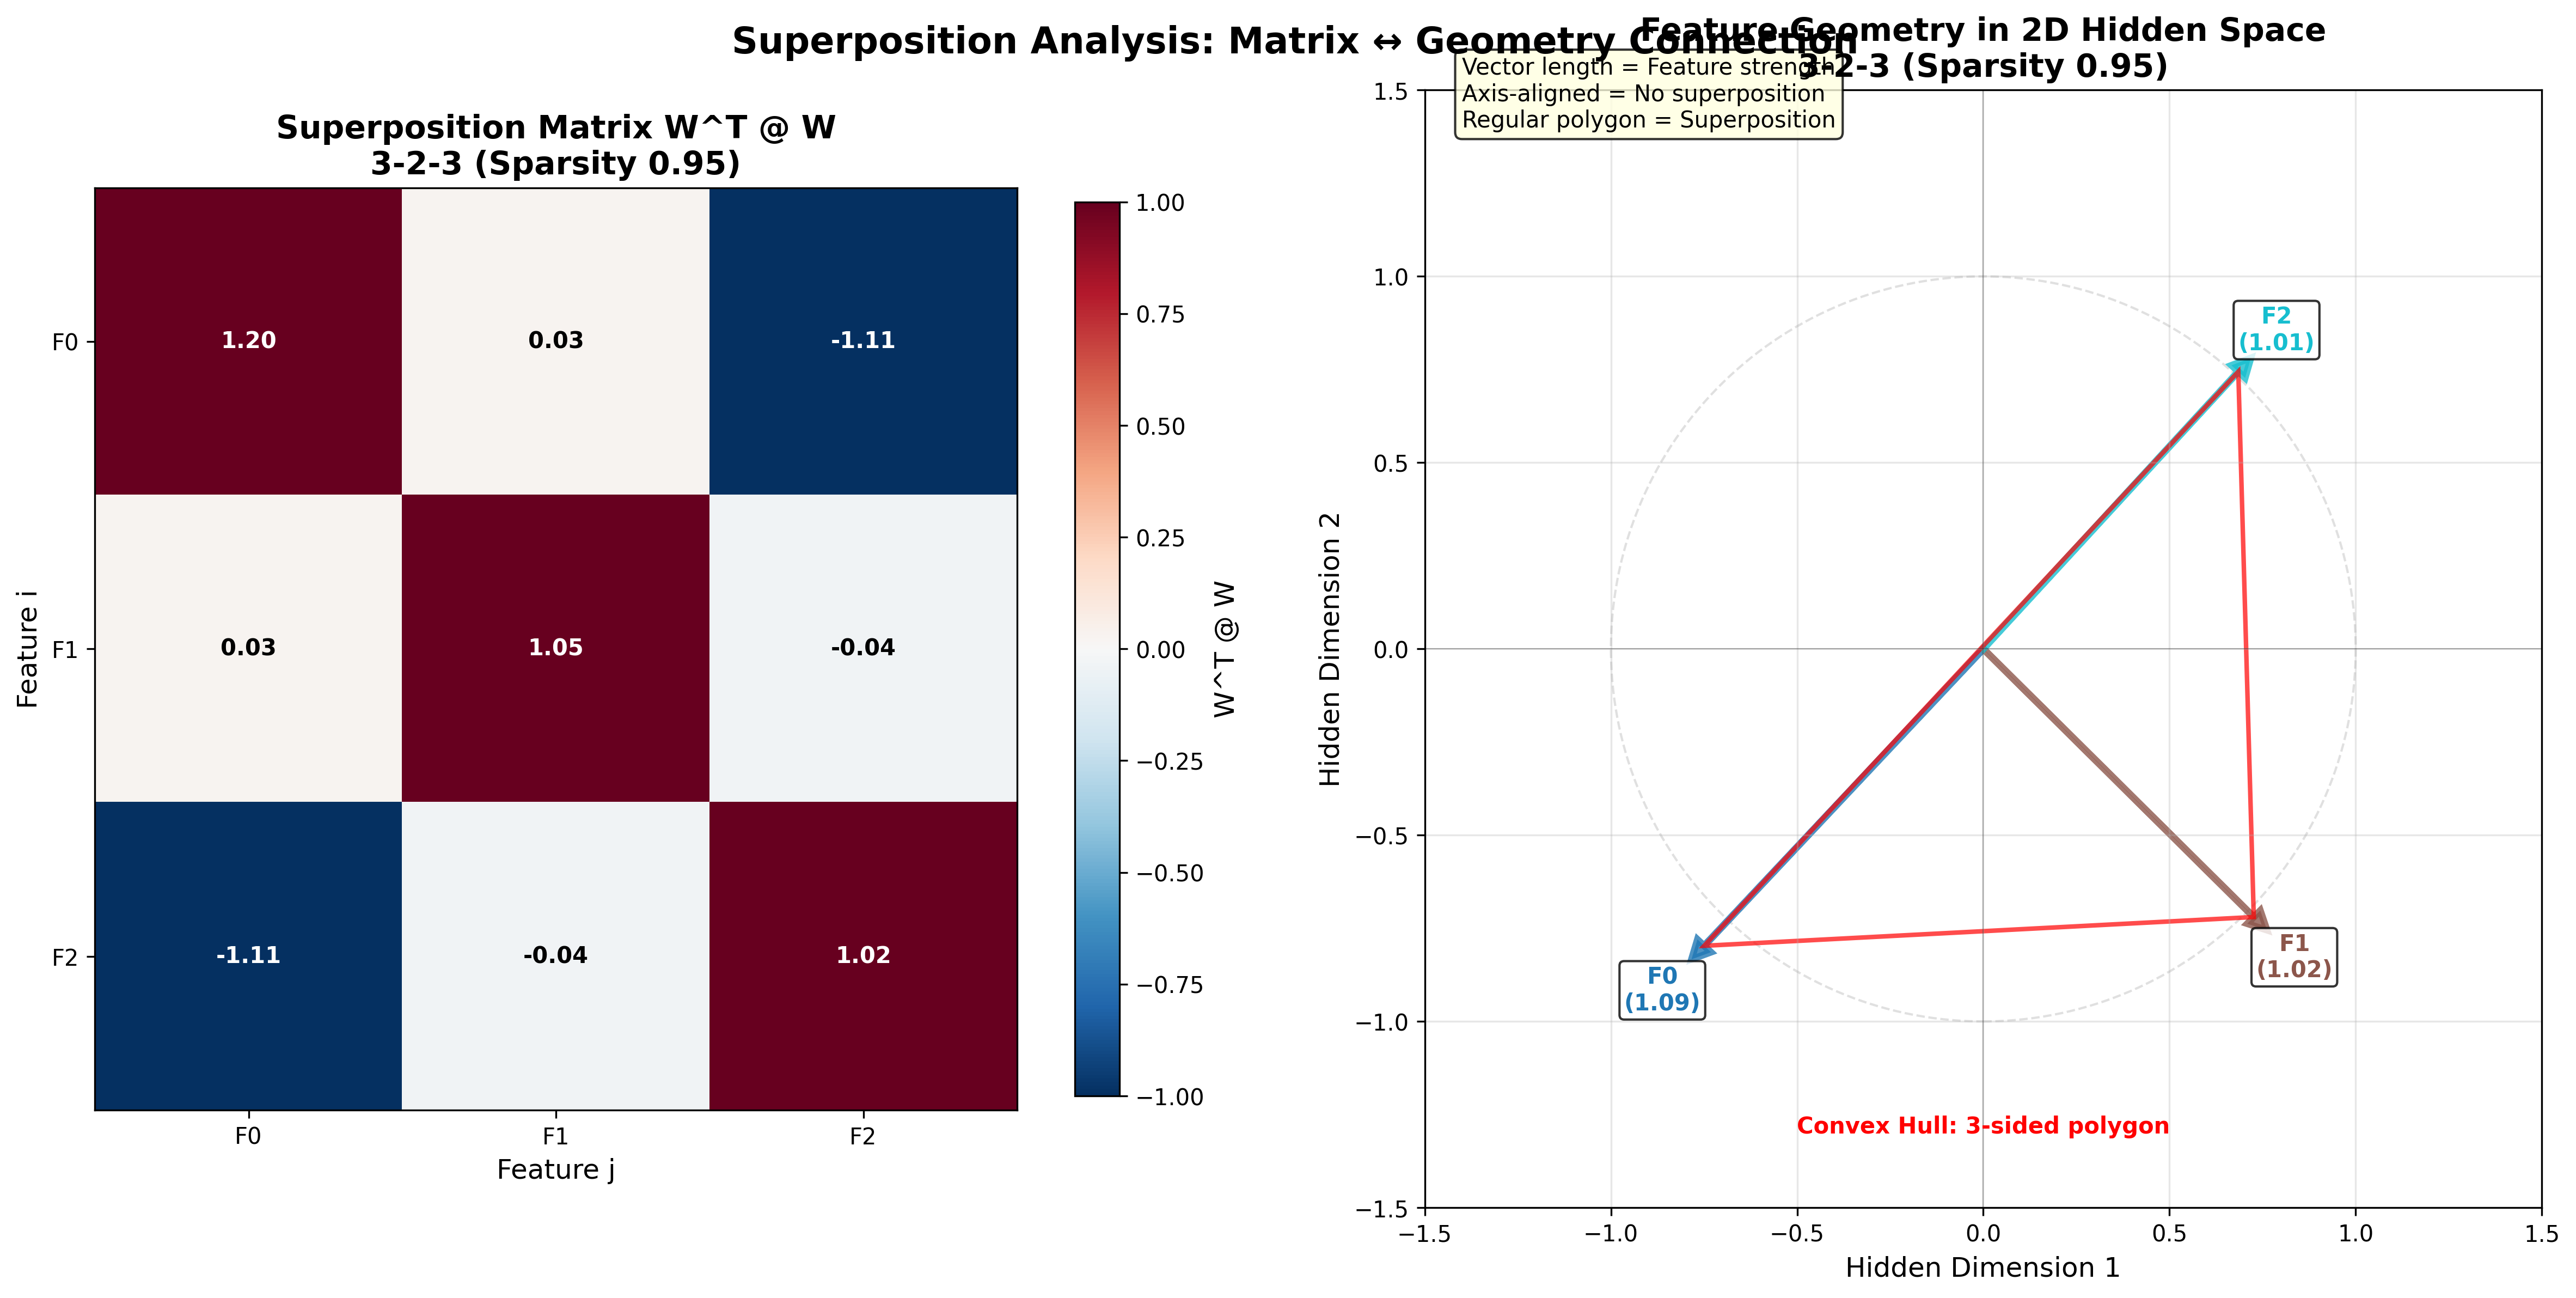 Superposition Analysis: Matrix ↔ Geometry Connection
Superposition Matrix W^T @ W
3-2-3 (Sparsity 0.95)
Feature i
F0
F1
F2
1.20
0.03
-1.11
0.03
1.05
-0.04
-1.11
-0.04
1.02
F0
F1
F2
Feature j
1.00
0.75
0.50
0.25
0.00
−0.25
−0.50
−0.75
−1.00
W^T @ W
Feature Geometry in 2D Hidden Space
3-2-3 (Sparsity 0.95)
Vector length = Feature strength
Axis-aligned = No superposition
Regular polygon = Superposition
Hidden Dimension 2
1.5
1.0
0.5
0.0
−0.5
−1.0
−1.5
F2
(1.01)
F1
(1.02)
F0
(1.09)
Convex Hull: 3-sided polygon
−1.5
−1.0
−0.5
0.0
0.5
1.0
1.5
Hidden Dimension 1